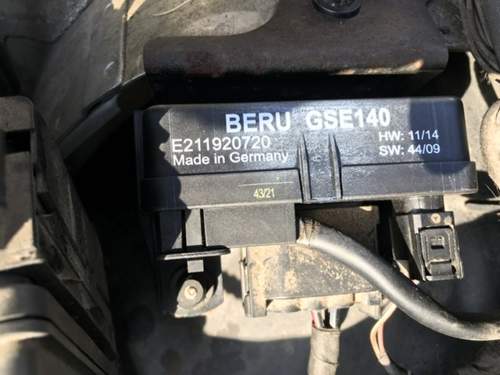 BERU GSE140
E211920720
HW: 11/14
Made in Germany
SW: 44/09
43/21